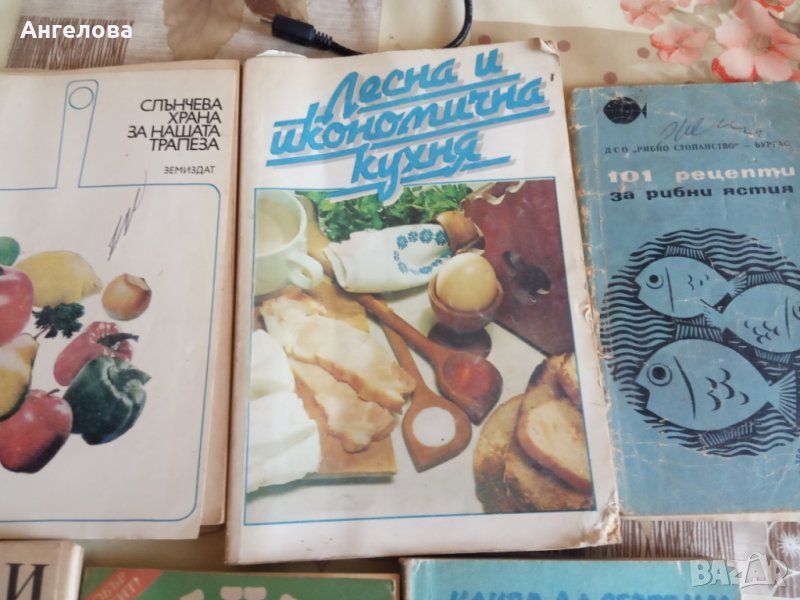 Ангелова
СЛЪНЧЕВА
ХРАНА
ЗА НАШАТА
ТРАПЕЗА
ЗЕМИЗДАТ
Лесна и
икономична
кухня
ДСО „РИБНО СТОПАНСТВО" - БУРГАС
101 рецепти
за рибни ястия
И
BAZAR